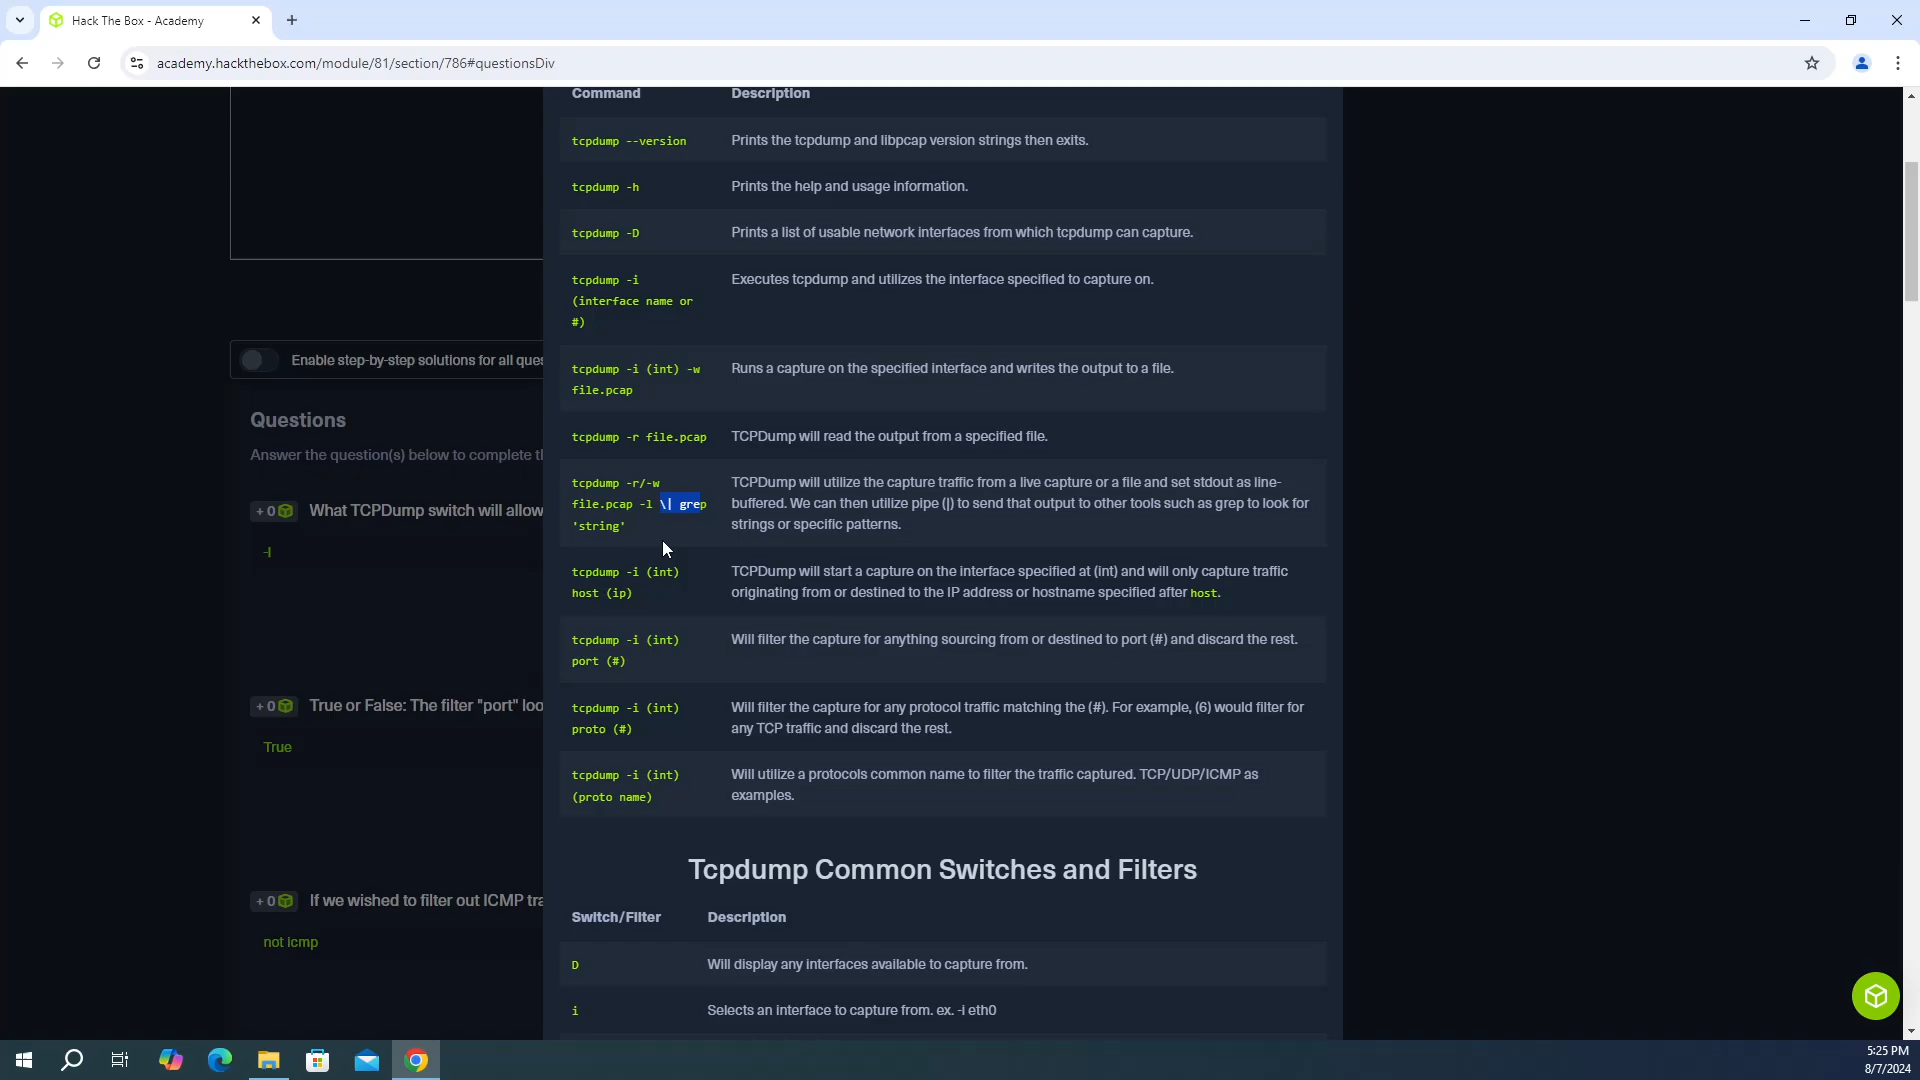 Hack The Box - Academy
academy.hackthebox.com/module/81/section/786#questionsDiv
Command Description
tcpdump --version Prints the tcpdump and libpcap version strings then exits.
tcpdump -h Prints the help and usage information.
tcpdump -D Prints a list of usable network interfaces from which tcpdump can capture.
tcpdump -i Executes tcpdump and utilizes the interface specified to capture on.
(interface name or
#)
Enable step-by-step solutions for all ques
tcpdump -i (int) -w Runs a capture on the specified interface and writes the output to a file.
file.pcap
Questions
tcpdump -r file.pcap TCPDump will read the output from a specified file.
Answer the question(s) below to complete th
tcpdump -r/-w TCPDump will utilize the capture traffic from a live capture or a file and set stdout as line-
file.pcap -l \| grep buffered. We can then utilize pipe (|) to send that output to other tools such as grep to look for
'string' strings or specific patterns.
+ 0 What TCPDump switch will allow
-l
tcpdump -i (int) TCPDump will start a capture on the interface specified at (int) and will only capture traffic
host (ip) originating from or destined to the IP address or hostname specified after host.
tcpdump -i (int) Will filter the capture for anything sourcing from or destined to port (#) and discard the rest.
port (#)
+ 0 True or False: The filter "port" loo
True
tcpdump -i (int) Will filter the capture for any protocol traffic matching the (#). For example, (6) would filter for
proto (#) any TCP traffic and discard the rest.
tcpdump -i (int) Will utilize a protocols common name to filter the traffic captured. TCP/UDP/ICMP as
(proto name) examples.
Tcpdump Common Switches and Filters
+ 0 If we wished to filter out ICMP tra
not icmp
Switch/Filter Description
D Will display any interfaces available to capture from.
i Selects an interface to capture from. ex. -i eth0
5:25 PM
8/7/2024